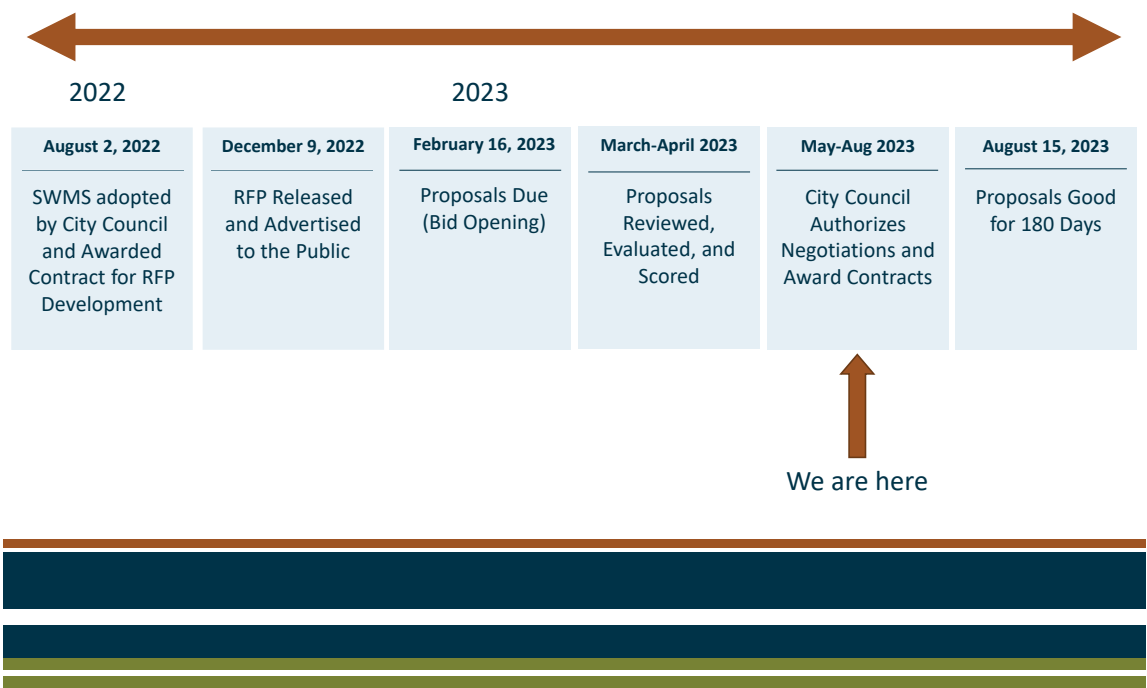 2022
2023
August 2, 2022
SWMS adopted
by City Council
and Awarded
Contract for RFP
Development
December 9, 2022
RFP Released
and Advertised
to the Public
February 16, 2023
Proposals Due
(Bid Opening)
March-April 2023
Proposals
Reviewed,
Evaluated, and
Scored
May-Aug 2023
City Council
Authorizes
Negotiations and
Award Contracts
August 15, 2023
Proposals Good
for 180 Days
We are here